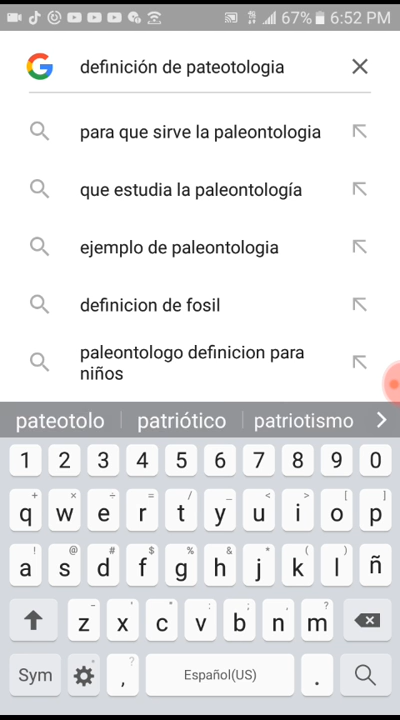 67% 6:52 PM
definición de pateotologia
para que sirve la paleontologia
que estudia la paleontología
ejemplo de paleontologia
definicion de fosil
paleontologo definicion para
niños
pateotolo patriótico patriotismo
1 2 3 4 5 6 7 8 9 0
+ × ÷ = / _ < > [ ]
q w e r t y u i o p
! @ # $ % & * ( )
a s d f g h j k l ñ
- ' " : ; , ?
z x c v b n m
Sym , ? Español(US) .